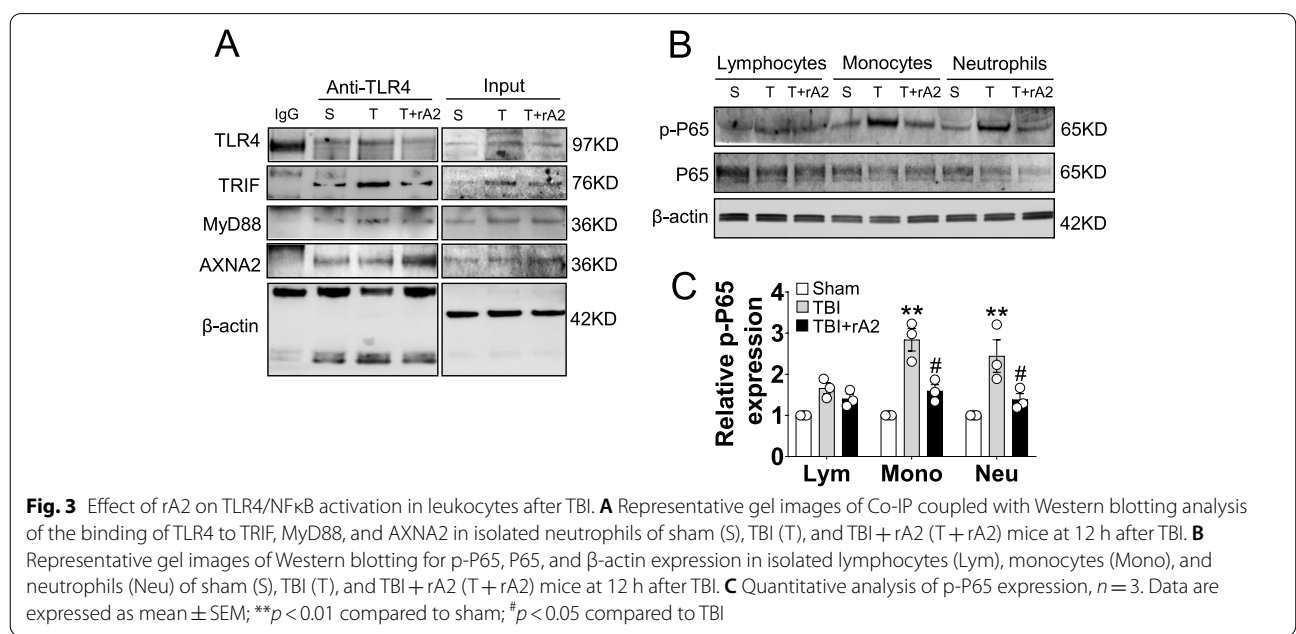 A
Anti-TLR4 Input
IgG S T T+rA2 S T T+rA2
TLR4 97KD
TRIF 76KD
MyD88 36KD
AXNA2 36KD
β-actin 42KD
B
Lymphocytes Monocytes Neutrophils
S T T+rA2 S T T+rA2 S T T+rA2
p-P65 65KD
P65 65KD
β-actin 42KD
C
Relative p-P65
expression
4
3
2
1
0
Sham
TBI
TBI+rA2
** **
# #
Lym Mono Neu
Fig. 3 Effect of rA2 on TLR4/NFκB activation in leukocytes after TBI. A Representative gel images of Co-IP coupled with Western blotting analysis
of the binding of TLR4 to TRIF, MyD88, and AXNA2 in isolated neutrophils of sham (S), TBI (T), and TBI + rA2 (T + rA2) mice at 12 h after TBI. B
Representative gel images of Western blotting for p-P65, P65, and β-actin expression in isolated lymphocytes (Lym), monocytes (Mono), and
neutrophils (Neu) of sham (S), TBI (T), and TBI + rA2 (T + rA2) mice at 12 h after TBI. C Quantitative analysis of p-P65 expression, n = 3. Data are
expressed as mean ± SEM; **p < 0.01 compared to sham; #p < 0.05 compared to TBI